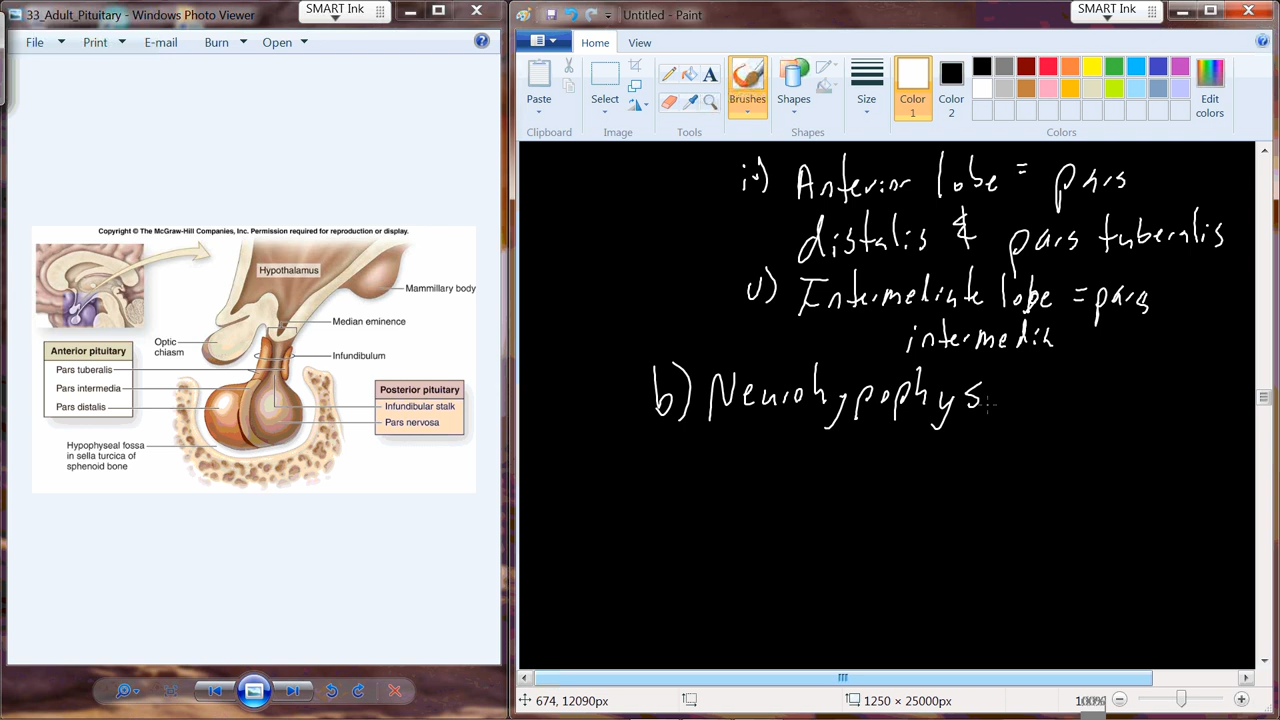 33_Adult_Pituitary - Windows Photo Viewer
SMART Ink
File Print E-mail Burn Open
Copyright © The McGraw-Hill Companies, Inc. Permission required for reproduction or display.
Hypothalamus
Mammillary body
Median eminence
Optic
chiasm
Infundibulum
Anterior pituitary
Pars tuberalis
Pars intermedia
Pars distalis
Posterior pituitary
Infundibular stalk
Pars nervosa
Hypophyseal fossa
in sella turcica of
sphenoid bone
Untitled - Paint
SMART Ink
Home View
Paste
Select
Brushes
Shapes
Size
Color
1
Color
2
Edit
colors
Clipboard Image Tools Shapes Colors
iv) Anterior lobe = pars
distalis & pars tuberalis
v) Intermediate lobe = pars
intermedia
b) Neurohypophys
674, 12090px
1250 × 25000px
100%